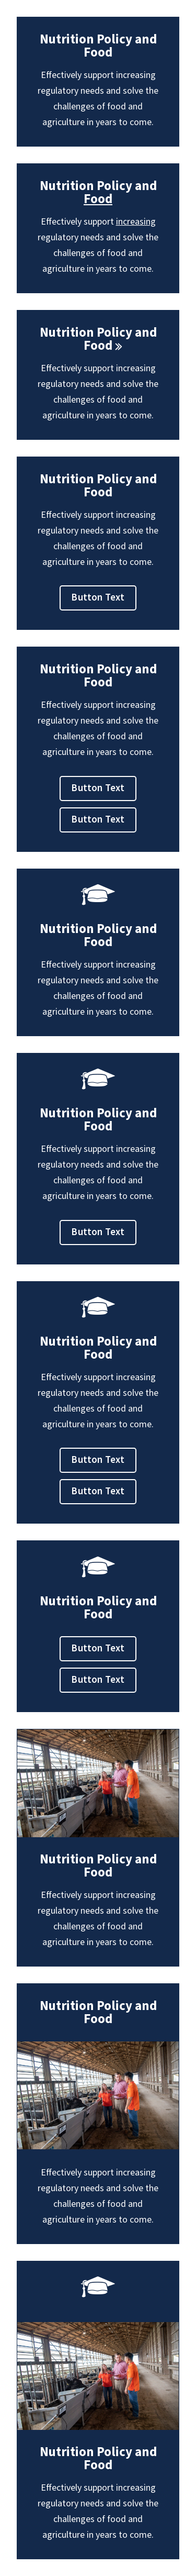 Nutrition Policy and
Food
Effectively support increasing
regulatory needs and solve the
challenges of food and
agriculture in years to come.
Nutrition Policy and
Food
Effectively support increasing
regulatory needs and solve the
challenges of food and
agriculture in years to come.
Nutrition Policy and
Food »
Effectively support increasing
regulatory needs and solve the
challenges of food and
agriculture in years to come.
Nutrition Policy and
Food
Effectively support increasing
regulatory needs and solve the
challenges of food and
agriculture in years to come.
Button Text
Nutrition Policy and
Food
Effectively support increasing
regulatory needs and solve the
challenges of food and
agriculture in years to come.
Button Text
Button Text
Nutrition Policy and
Food
Effectively support increasing
regulatory needs and solve the
challenges of food and
agriculture in years to come.
Nutrition Policy and
Food
Effectively support increasing
regulatory needs and solve the
challenges of food and
agriculture in years to come.
Button Text
Nutrition Policy and
Food
Effectively support increasing
regulatory needs and solve the
challenges of food and
agriculture in years to come.
Button Text
Button Text
Nutrition Policy and
Food
Button Text
Button Text
Nutrition Policy and
Food
Effectively support increasing
regulatory needs and solve the
challenges of food and
agriculture in years to come.
Nutrition Policy and
Food
Effectively support increasing
regulatory needs and solve the
challenges of food and
agriculture in years to come.
Nutrition Policy and
Food
Effectively support increasing
regulatory needs and solve the
challenges of food and
agriculture in years to come.